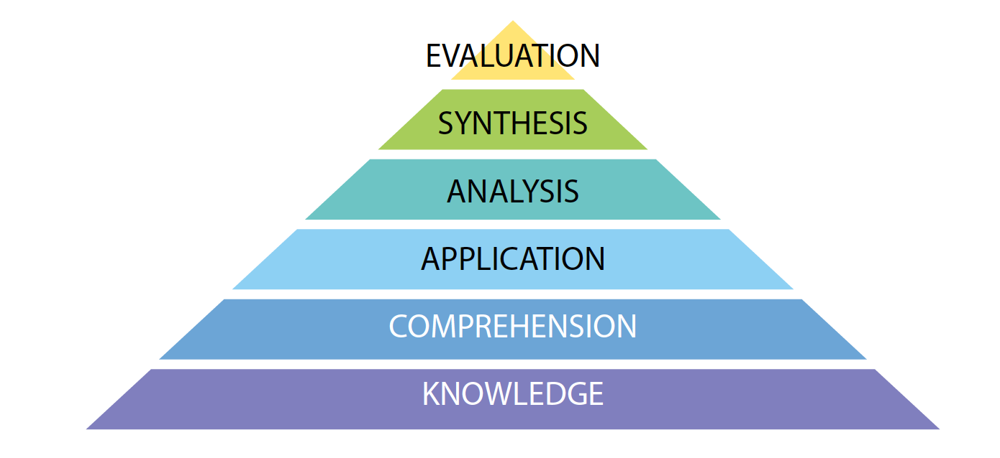 EVALUATION
SYNTHESIS
ANALYSIS
APPLICATION
COMPREHENSION
KNOWLEDGE